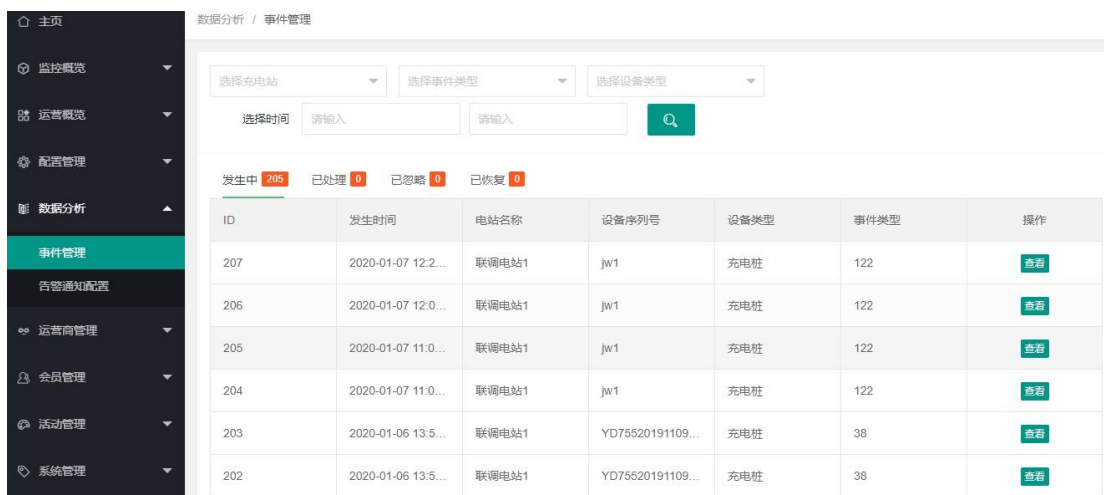 主页
监控概览
运营概览
配置管理
数据分析
事件管理
告警通知配置
运营商管理
会员管理
活动管理
系统管理
数据分析 / 事件管理
选择充电站 选择事件类型 选择设备类型
选择时间 请输入 请输入
发生中 205 已处理 0 已忽略 0 已恢复 0
ID 发生时间 电站名称 设备序列号 设备类型 事件类型 操作
207 2020-01-07 12:2... 联调电站1 jw1 充电桩 122 查看
206 2020-01-07 12:0... 联调电站1 jw1 充电桩 122 查看
205 2020-01-07 11:0... 联调电站1 jw1 充电桩 122 查看
204 2020-01-07 11:0... 联调电站1 jw1 充电桩 122 查看
203 2020-01-06 13:5... 联调电站1 YD75520191109... 充电桩 38 查看
202 2020-01-06 13:5... 联调电站1 YD75520191109... 充电桩 38 查看